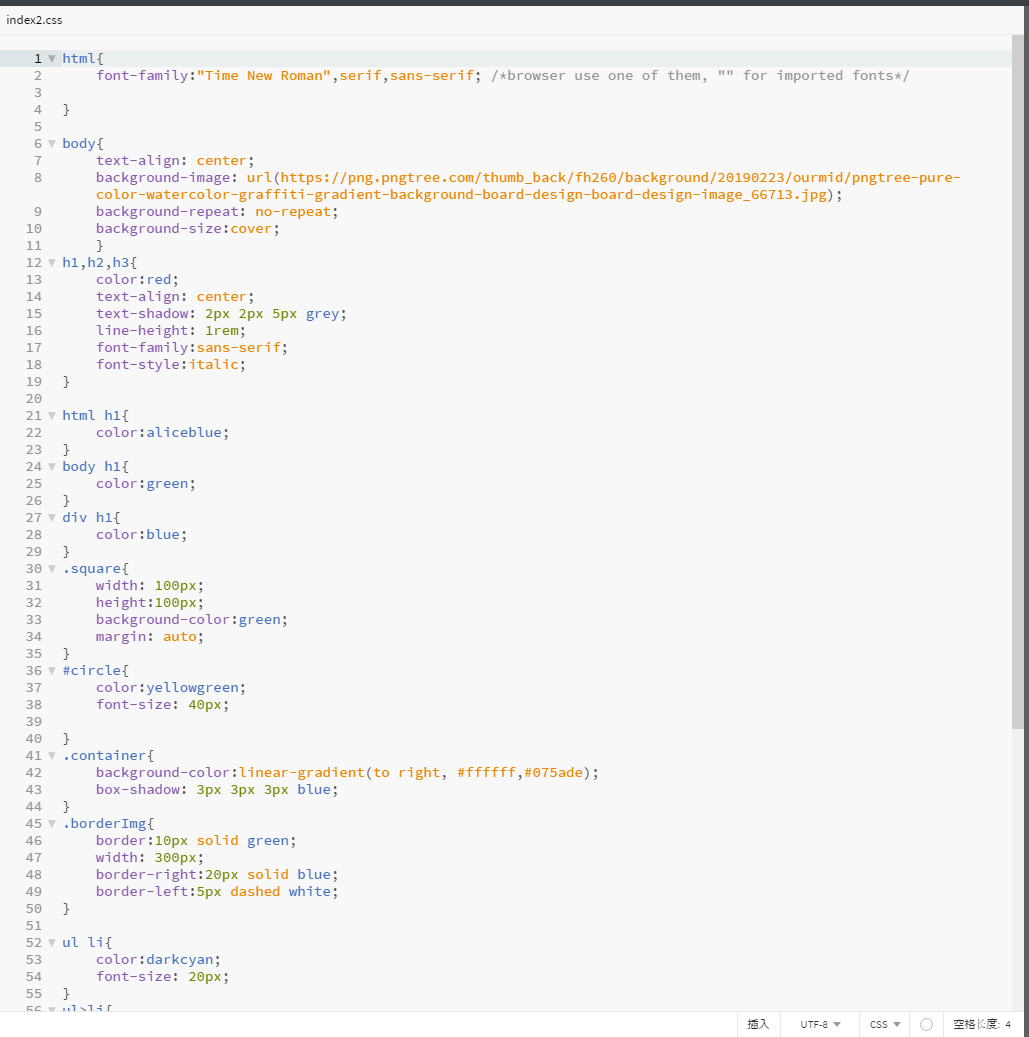 index2.css
1 html{
2 font-family:"Time New Roman",serif,sans-serif; /*browser use one of them, "" for imported fonts*/
3
4 }
5
6 body{
7 text-align: center;
8 background-image: url(https://png.pngtree.com/thumb_back/fh260/background/20190223/ourmid/pngtree-pure-
color-watercolor-graffiti-gradient-background-board-design-board-design-image_66713.jpg);
9 background-repeat: no-repeat;
10 background-size:cover;
11 }
12 h1,h2,h3{
13 color:red;
14 text-align: center;
15 text-shadow: 2px 2px 5px grey;
16 line-height: 1rem;
17 font-family:sans-serif;
18 font-style:italic;
19 }
20
21 html h1{
22 color:aliceblue;
23 }
24 body h1{
25 color:green;
26 }
27 div h1{
28 color:blue;
29 }
30 .square{
31 width: 100px;
32 height:100px;
33 background-color:green;
34 margin: auto;
35 }
36 #circle{
37 color:yellowgreen;
38 font-size: 40px;
39
40 }
41 .container{
42 background-color:linear-gradient(to right, #ffffff,#075ade);
43 box-shadow: 3px 3px 3px blue;
44 }
45 .borderImg{
46 border:10px solid green;
47 width: 300px;
48 border-right:20px solid blue;
49 border-left:5px dashed white;
50 }
51
52 ul li{
53 color:darkcyan;
54 font-size: 20px;
55 }
56 ul>li{
插入 UTF-8 CSS 空格长度: 4